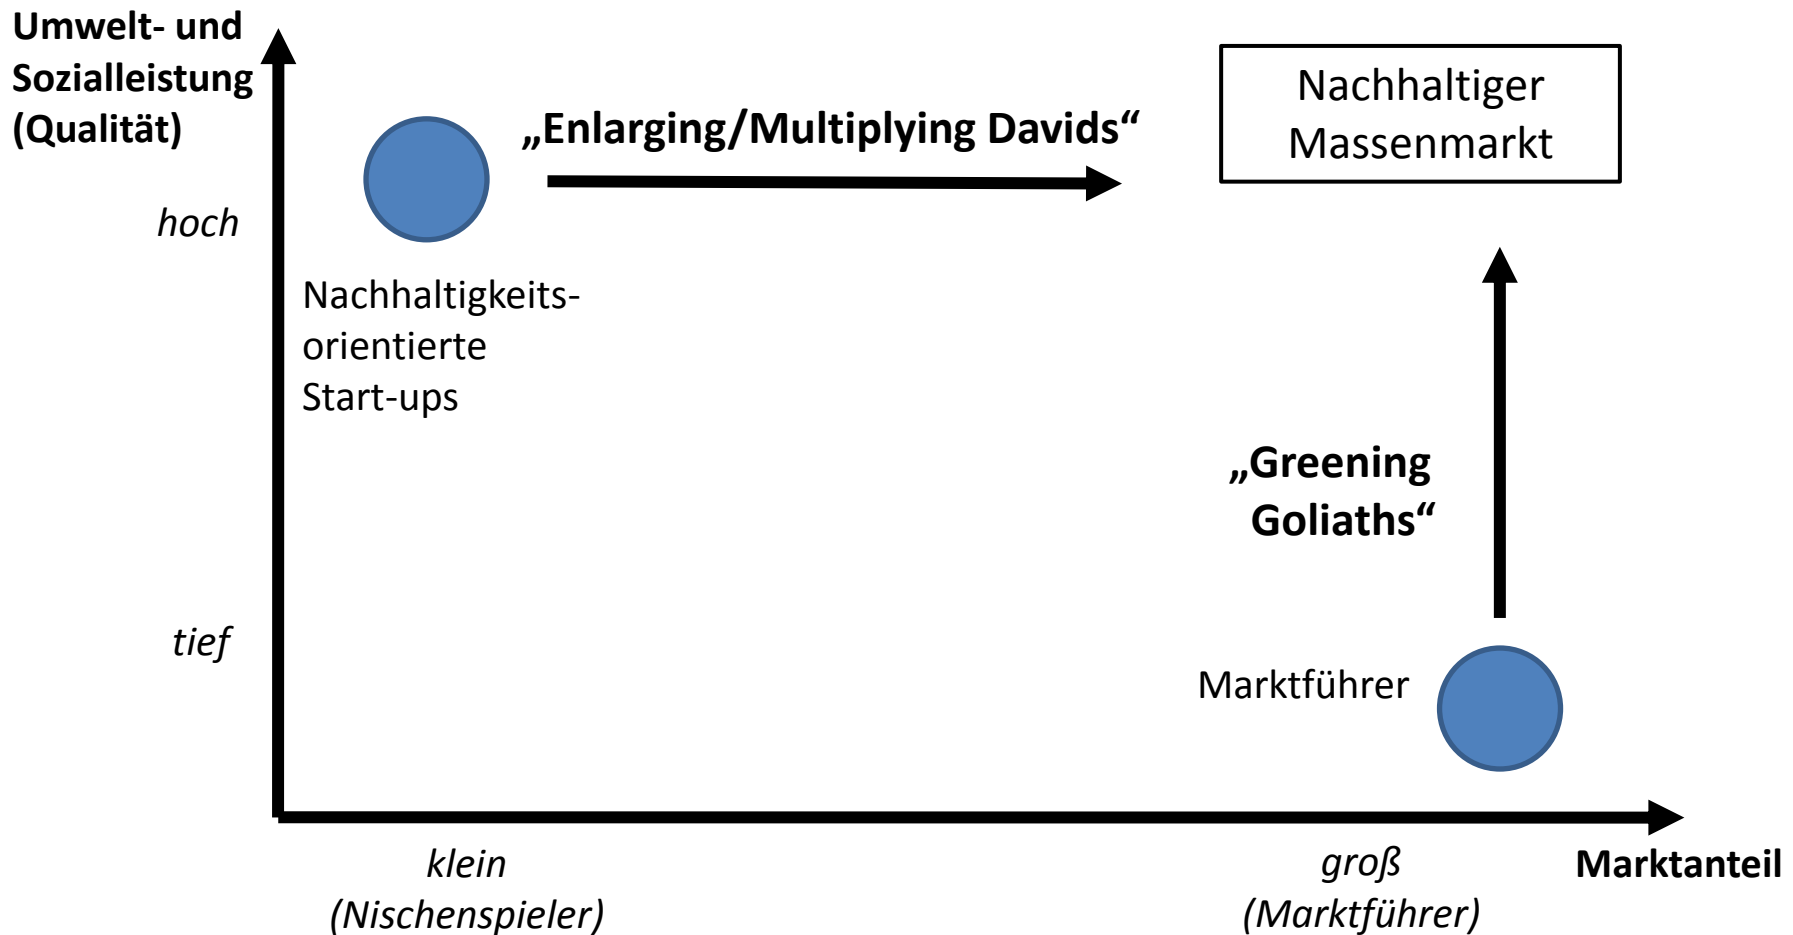 Umwelt- und
Sozialleistung
(Qualität)
„Enlarging/Multiplying Davids“
Nachhaltiger
Massenmarkt
hoch
Nachhaltigkeits-
orientierte
Start-ups
„Greening
Goliaths“
tief
Marktführer
klein
(Nischenspieler)
groß
(Marktführer)
Marktanteil